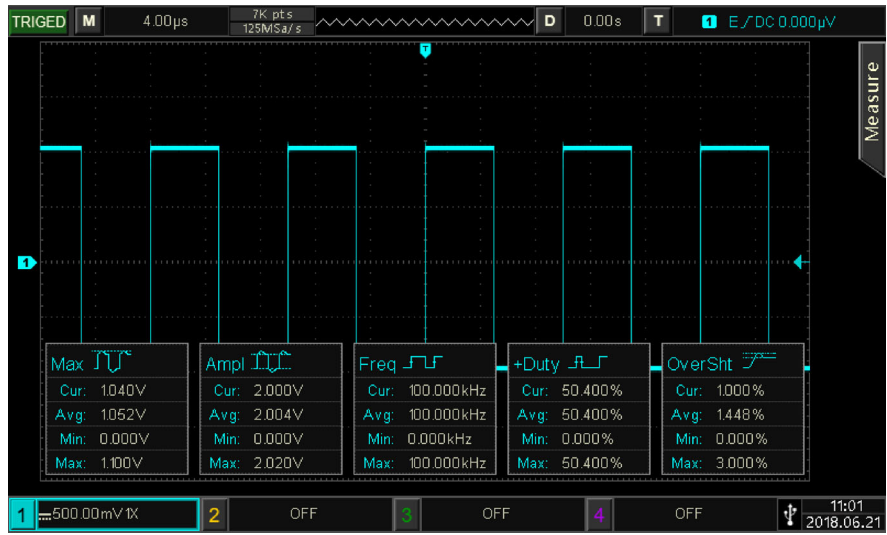 TRIGED M 4.00µs 7K pts D 0.00s T 1 E DC 0.000µV
125MSa/s
T
Measure
1
Max Ampl Freq +Duty OverSht
Cur: 1.040V Cur: 2.000V Cur: 100.000kHz Cur: 50.400% Cur: 1.000%
Avg: 1.052V Avg: 2.004V Avg: 100.000kHz Avg: 50.400% Avg: 1.448%
Min: 0.000V Min: 0.000V Min: 0.000kHz Min: 0.000% Min: 0.000%
Max: 1.100V Max: 2.020V Max: 100.000kHz Max: 50.400% Max: 3.000%
1 500.00mV 1X 2 OFF 3 OFF 4 OFF 11:01
2018.06.21